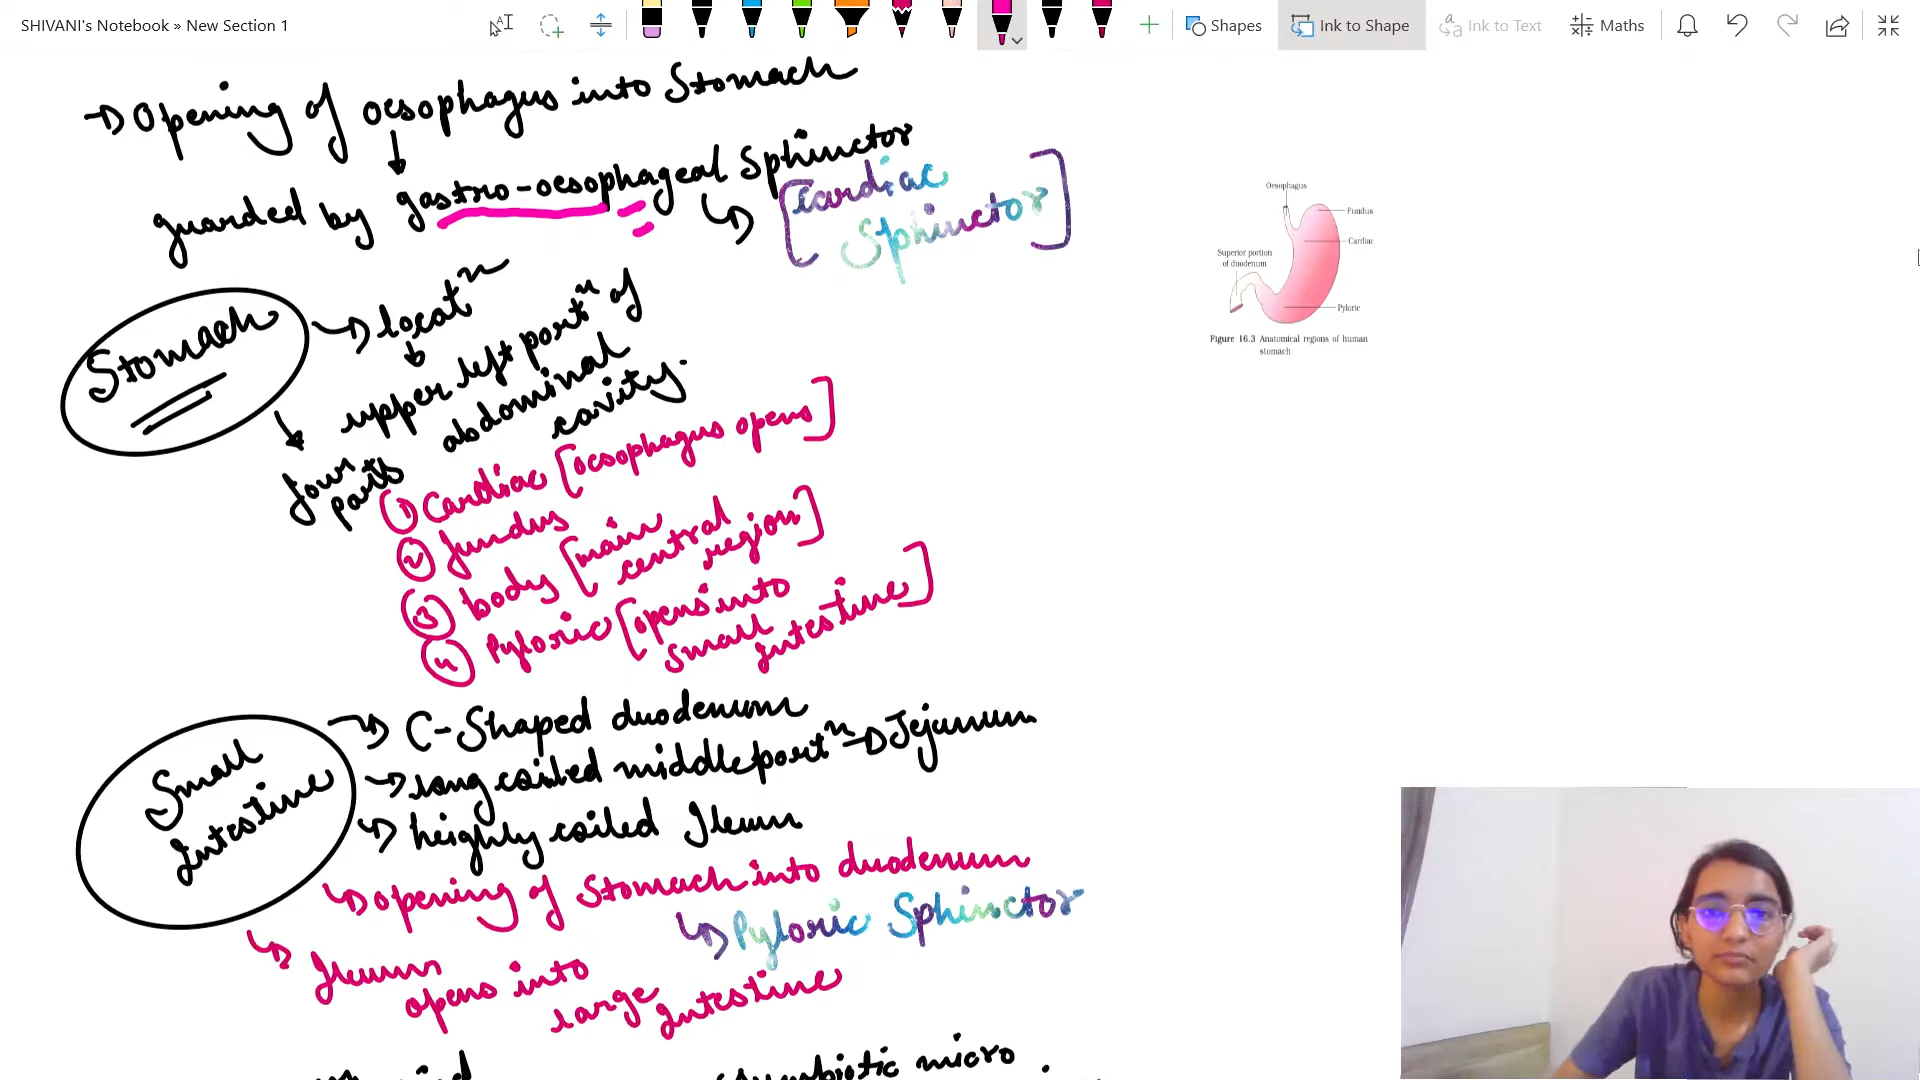 SHIVANI's Notebook » New Section 1
Shapes
Ink to Shape
Ink to Text
Maths
Opening of oesophagus into Stomach
guarded by gastro-oesophageal Sphinctor
[Cardiac
Sphinctor]
Stomach
locatn
upper left portn of
abdominal
cavity.
four
parts
① Cardiac [oesophagus opens]
② fundus
③ body [main
central
region]
④ Pyloric [opens into
small
Intestine]
Oesophagus
Fundus
Cardiac
Superior portion
of duodenum
Pyloric
Figure 16.3 Anatomical regions of human
stomach
Small
Intestine
C-Shaped duodenum
long coiled middle portn → Jejunum
heighly coiled Ileum
opening of Stomach into duodenum
Pyloric Sphinctor
Ileum
opens into
large
Intestine
Symbiotic micro